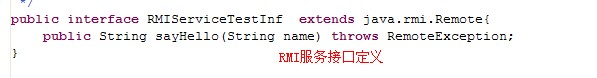 */
public interface RMIServiceTestInf  extends java.rmi.Remote{
    public String sayHello(String name) throws RemoteException;
}
RMI服务接口定义